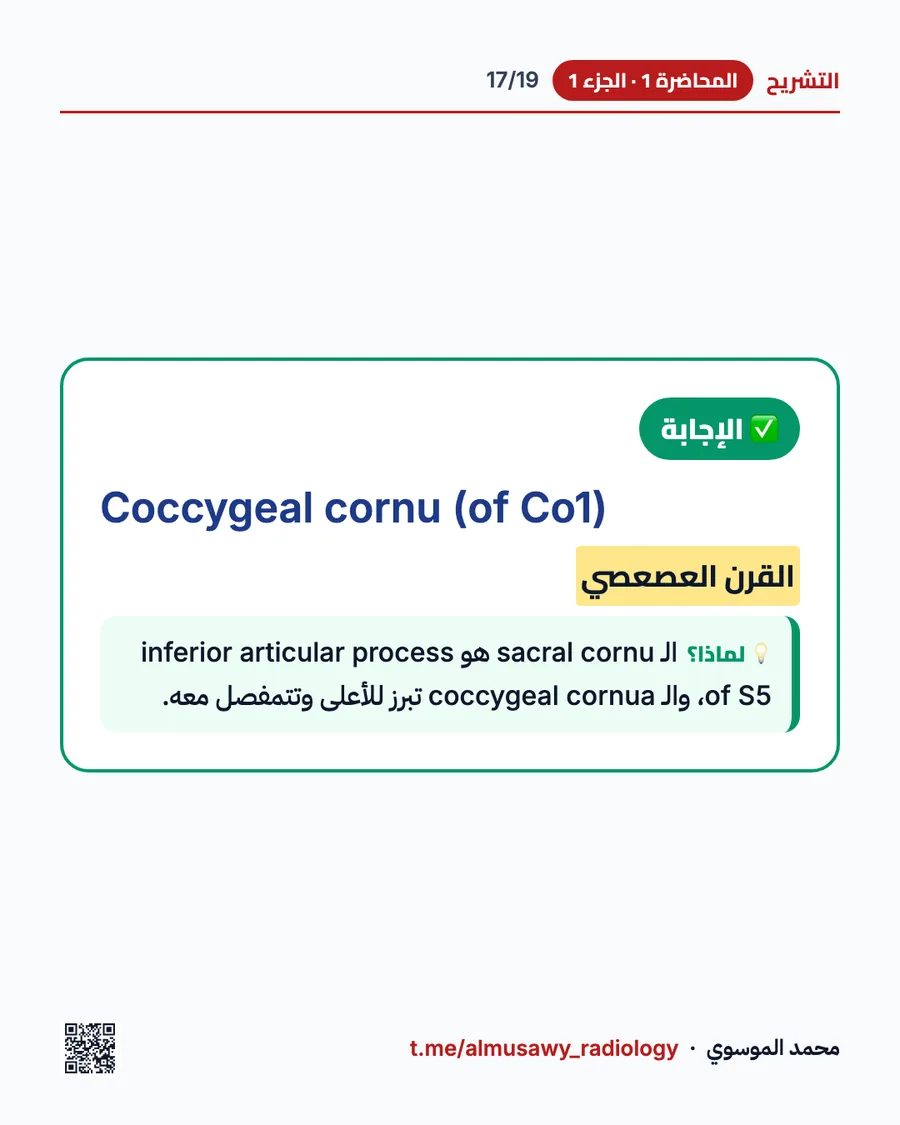 التشريح المحاضرة 1 · الجزء 1 17/19
✅ الإجابة
Coccygeal cornu (of Co1)
القرن العصعصي
💡 لماذا؟ الـ sacral cornu هو inferior articular process
of S5، والـ coccygeal cornua تبرز للأعلى وتتمفصل معه.
محمد الموسوي · t.me/almusawy_radiology